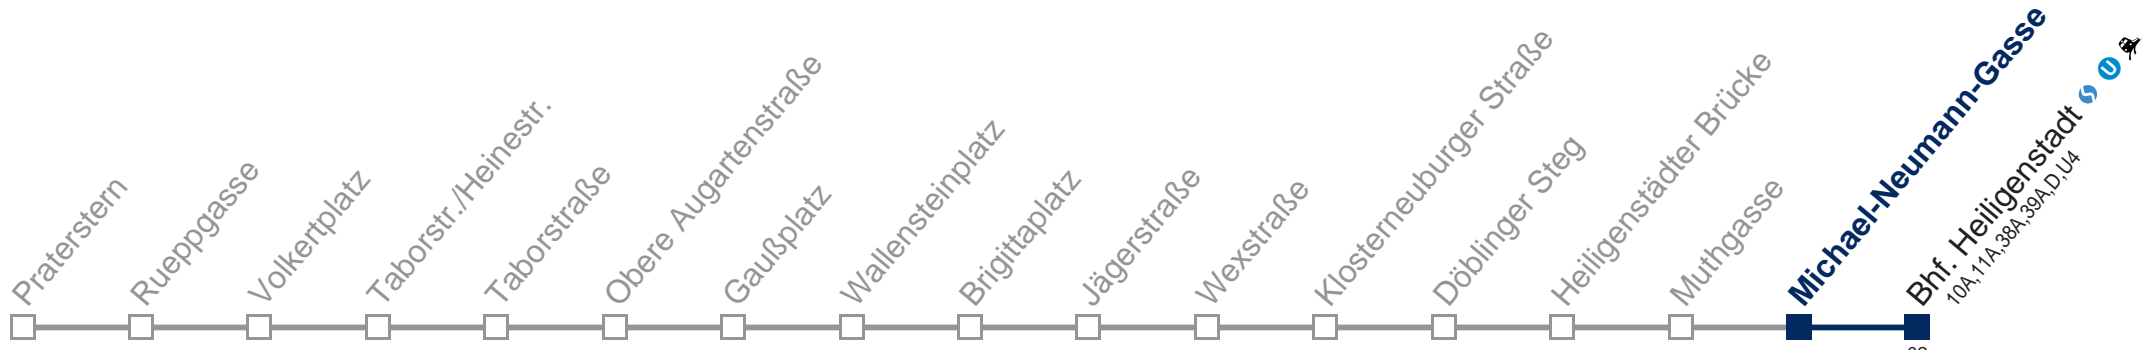 Praterstern
Rueppgasse
Volkertplatz
Taborstr./Heinestr.
Taborstraße
Obere Augartenstraße
Gaußplatz
Wallensteinplatz
Brigittaplatz
Jägerstraße
Wexstraße
Klosterneuburger Straße
Döblinger Steg
Heiligenstädter Brücke
Muthgasse
Michael-Neumann-Gasse
Bhf. Heiligenstadt S U
10A,11A,38A,39A,D,U4